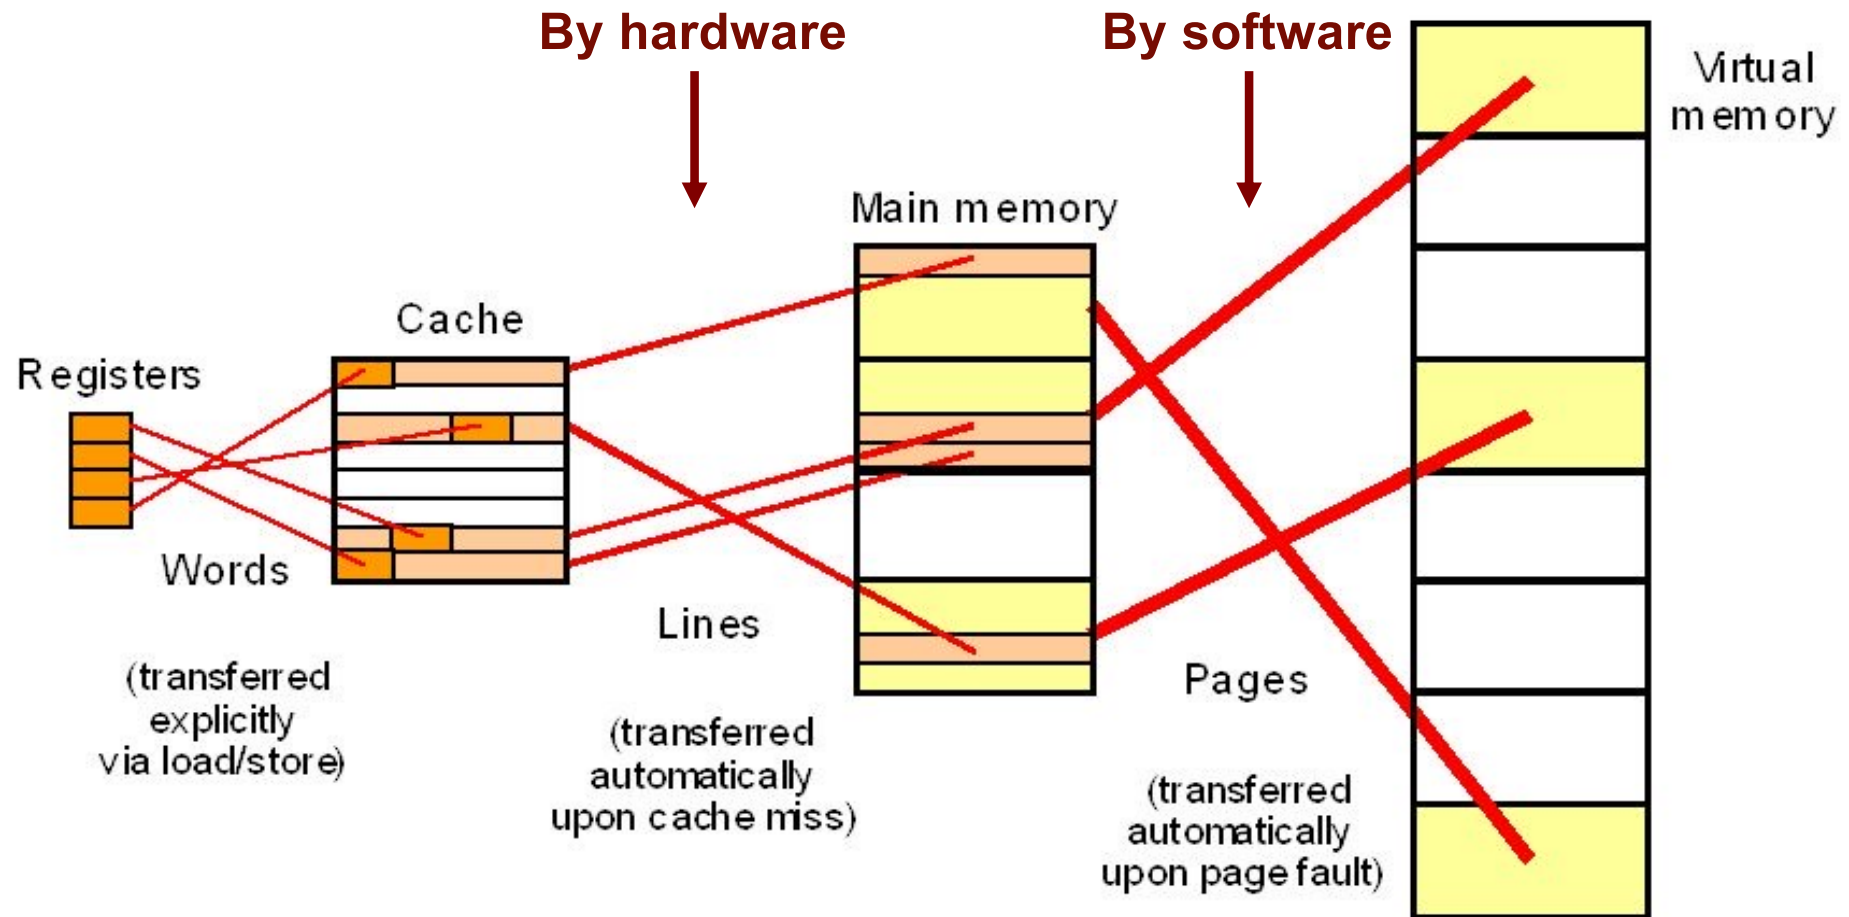 By hardware
By software
Virtual
memory
Main memory
Cache
Registers
Words
Lines
Pages
(transferred
explicitly
via load/store)
(transferred
automatically
upon cache miss)
(transferred
automatically
upon page fault)